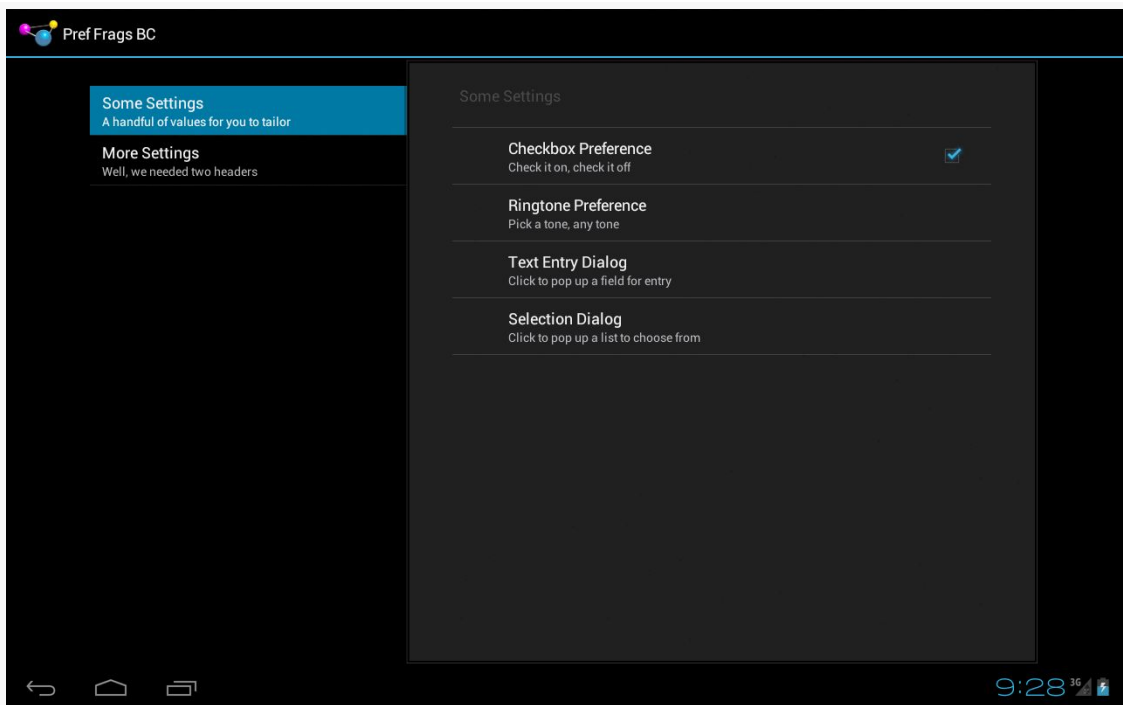 Pref Frags BC
Some Settings
A handful of values for you to tailor
More Settings
Well, we needed two headers
Some Settings
Checkbox Preference
Check it on, check it off
Ringtone Preference
Pick a tone, any tone
Text Entry Dialog
Click to pop up a field for entry
Selection Dialog
Click to pop up a list to choose from
9:28 3G